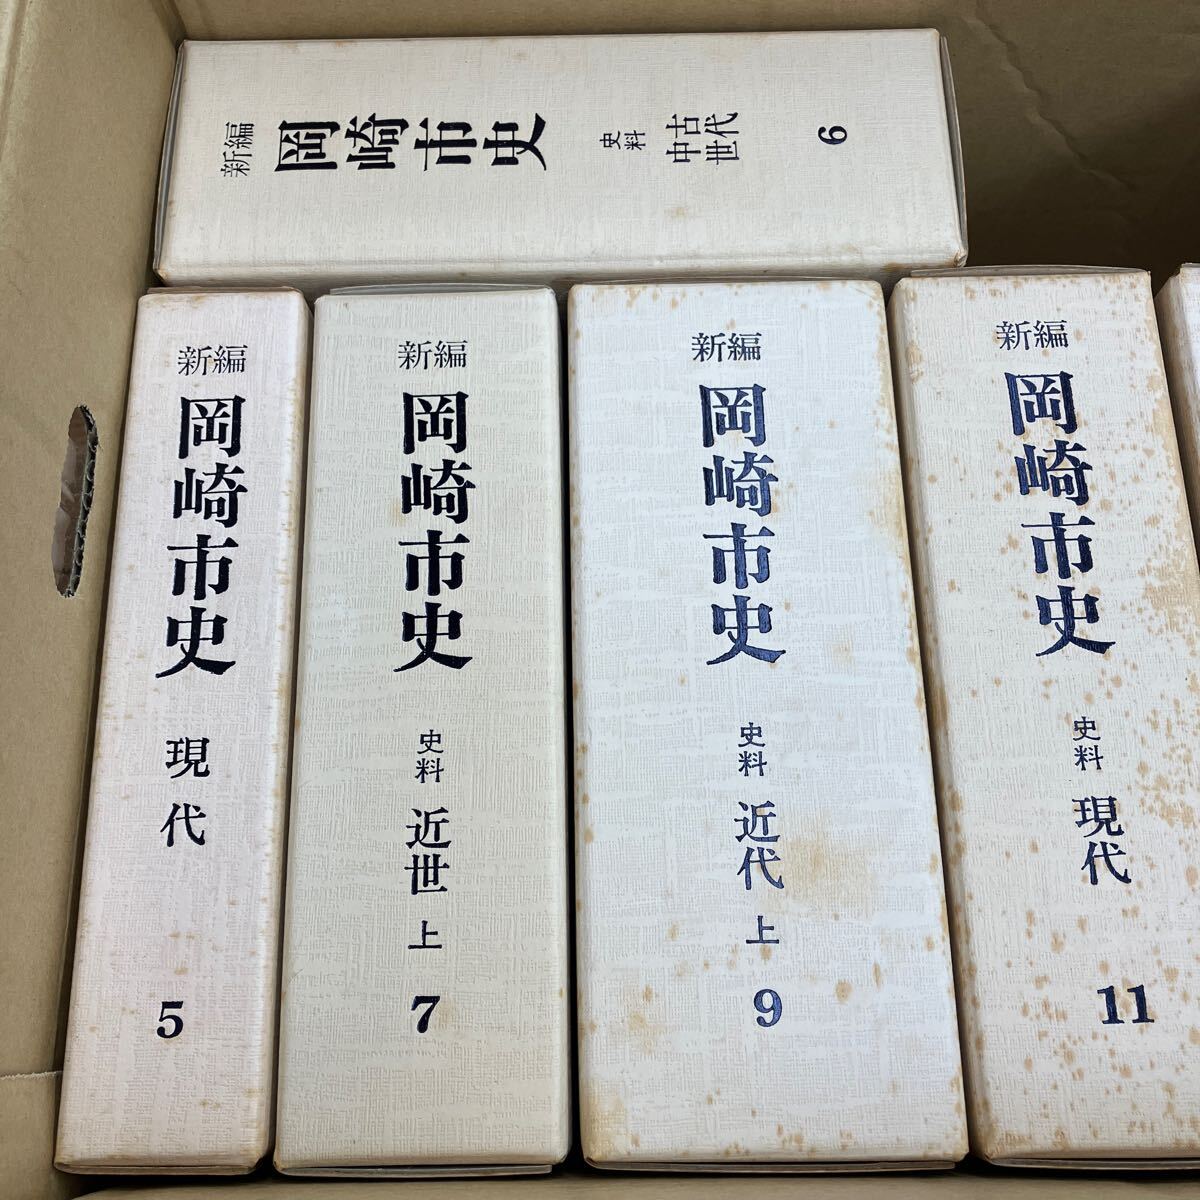 新編
岡崎市史
史料
古代
中世
6
新編
岡崎市史
現代
5
新編
岡崎市史
史料
近世
上
7
新編
岡崎市史
史料
近代
上
9
新編
岡崎市史
史料
現代
11